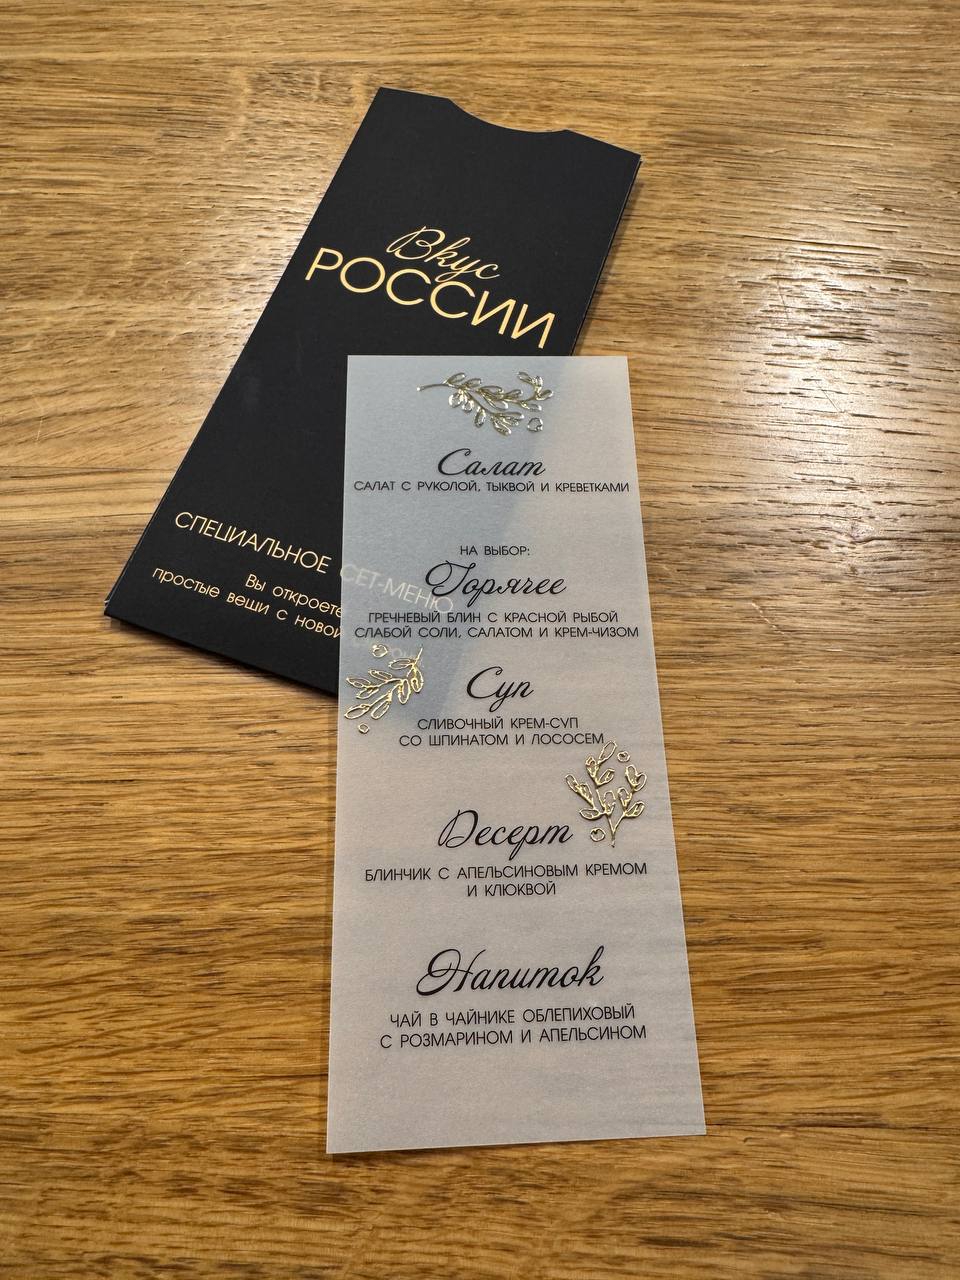 Вкус
РОССИИ
СПЕЦИАЛЬНОЕ СЕТ-МЕНЮ
Вы откроете
простые вещи с новой
Салат
САЛАТ С РУКОЛОЙ, ТЫКВОЙ И КРЕВЕТКАМИ
НА ВЫБОР:
Горячее
ГРЕЧНЕВЫЙ БЛИН С КРАСНОЙ РЫБОЙ
СЛАБОЙ СОЛИ, САЛАТОМ И КРЕМ-ЧИЗОМ
Суп
СЛИВОЧНЫЙ КРЕМ-СУП
СО ШПИНАТОМ И ЛОСОСЕМ
Десерт
БЛИНЧИК С АПЕЛЬСИНОВЫМ КРЕМОМ
И КЛЮКВОЙ
Напиток
ЧАЙ В ЧАЙНИКЕ ОБЛЕПИХОВЫЙ
С РОЗМАРИНОМ И АПЕЛЬСИНОМ